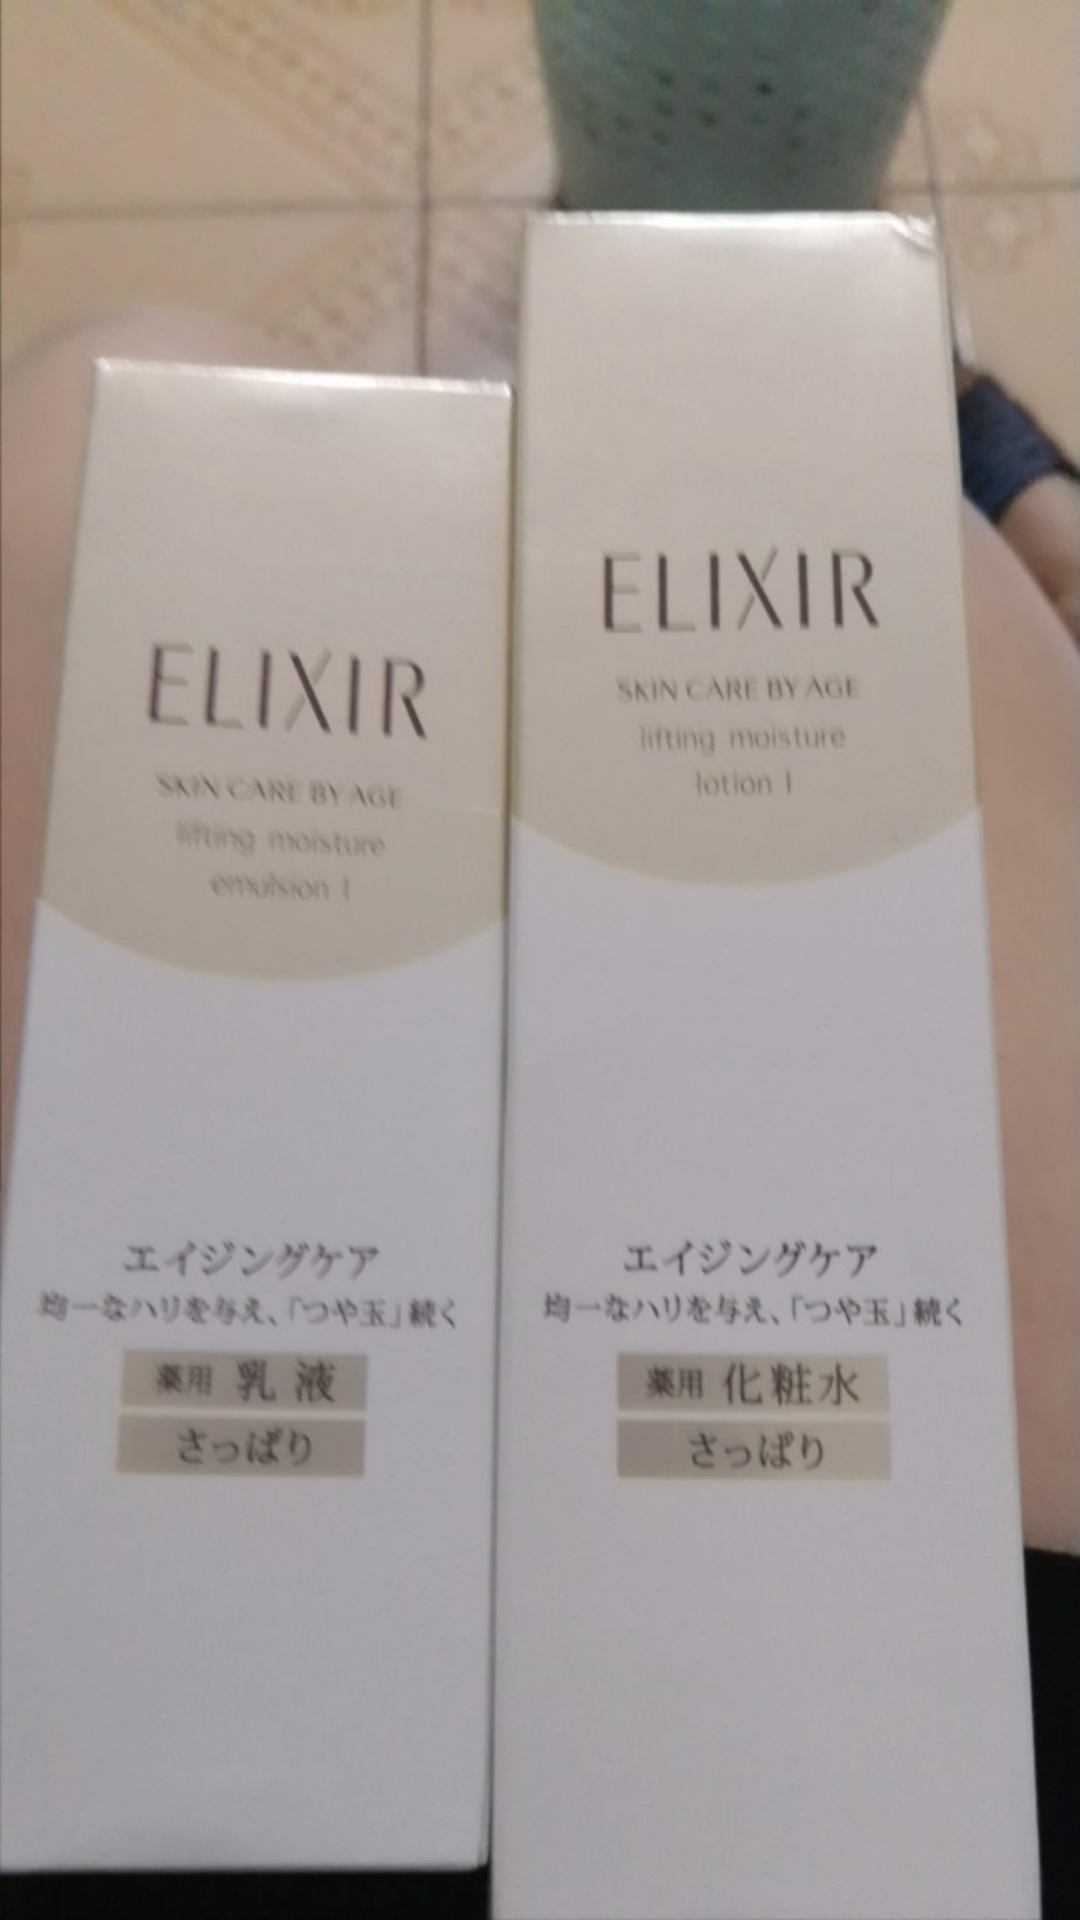 ELIXIR
SKIN CARE BY AGE
lifting moisture
emulsion I
エイジングケア
均一なハリを与え、「つや玉」続く
薬用 乳液
さっぱり
ELIXIR
SKIN CARE BY AGE
lifting moisture
lotion I
エイジングケア
均一なハリを与え、「つや玉」続く
薬用 化粧水
さっぱり